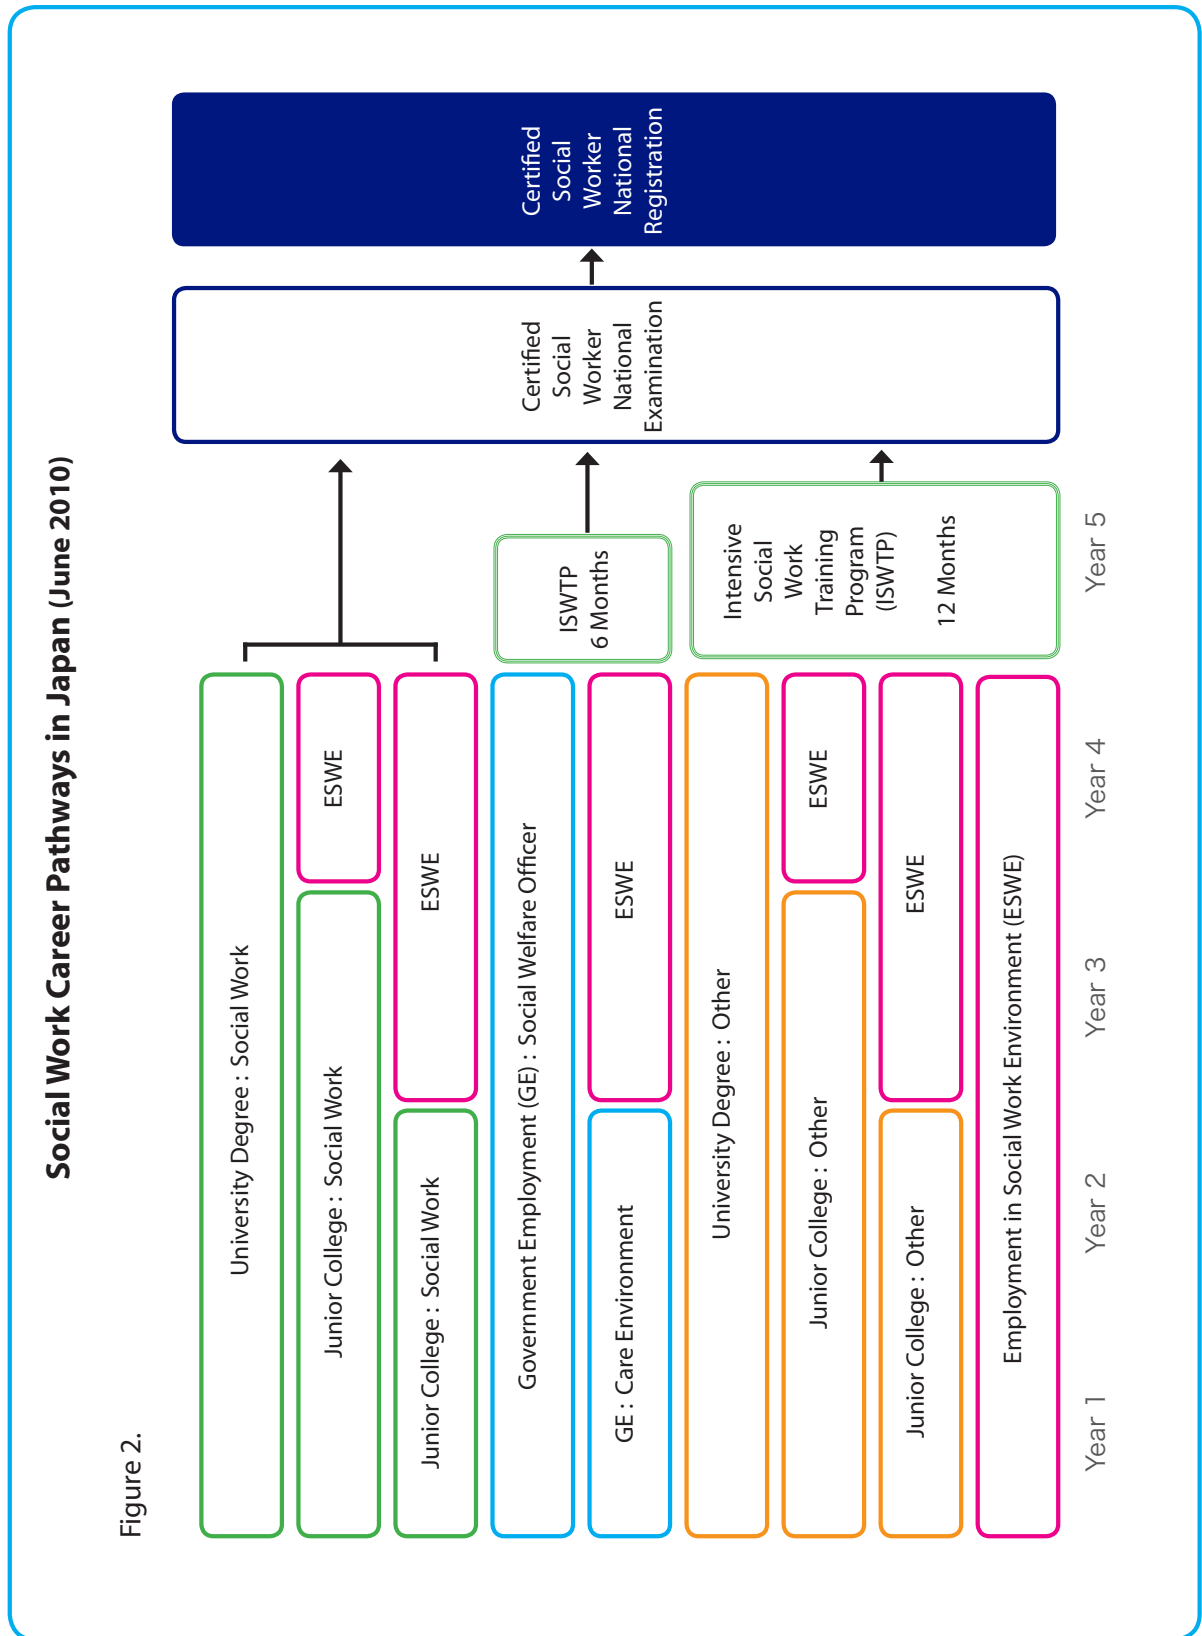 Social Work Career Pathways in Japan (June 2010)
Figure 2.
University Degree : Social Work
Junior College : Social Work
ESWE
Junior College : Social Work
ESWE
Government Employment (GE) : Social Welfare Officer
GE : Care Environment
ESWE
ISWTP
6 Months
University Degree : Other
Junior College : Other
ESWE
Junior College : Other
ESWE
Employment in Social Work Environment (ESWE)
Intensive
Social
Work
Training
Program
(ISWTP)
12 Months
Certified
Social
Worker
National
Examination
Certified
Social
Worker
National
Registration
Year 1
Year 2
Year 3
Year 4
Year 5